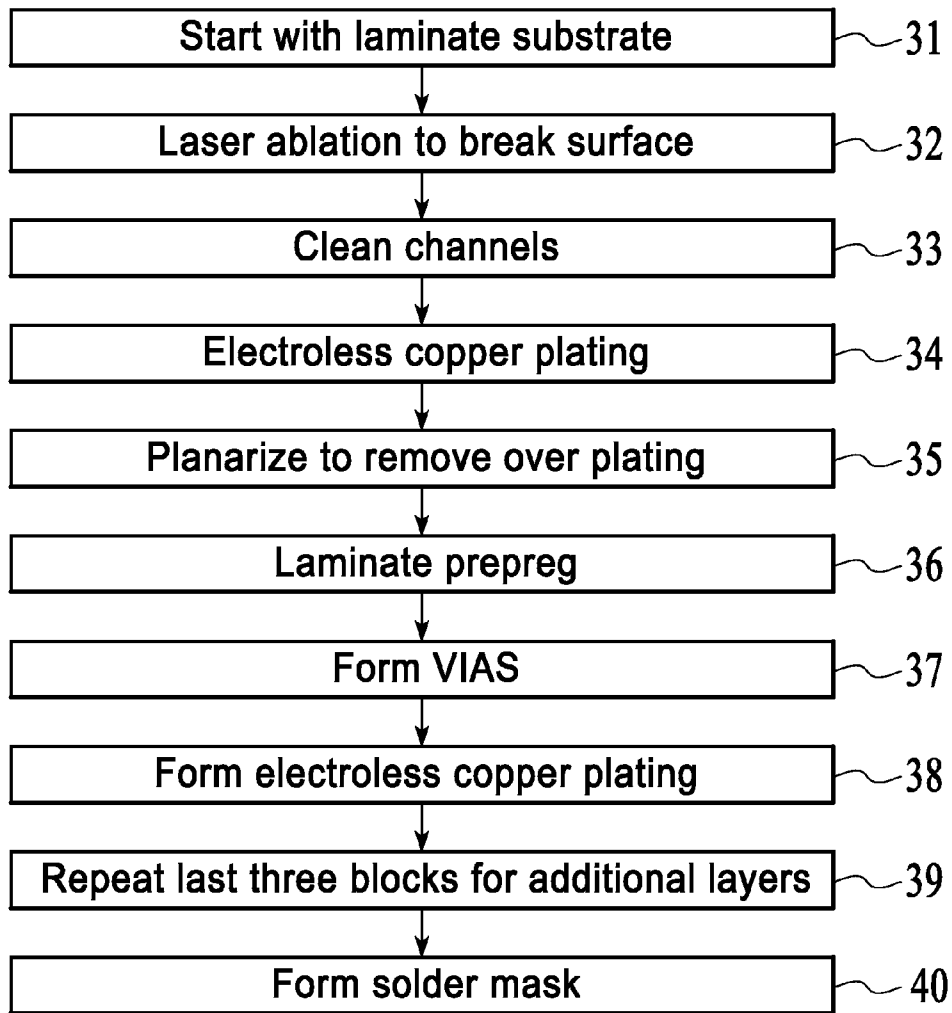 Start with laminate substrate 31
Laser ablation to break surface 32
Clean channels 33
Electroless copper plating 34
Planarize to remove over plating 35
Laminate prepreg 36
Form VIAS 37
Form electroless copper plating 38
Repeat last three blocks for additional layers 39
Form solder mask 40